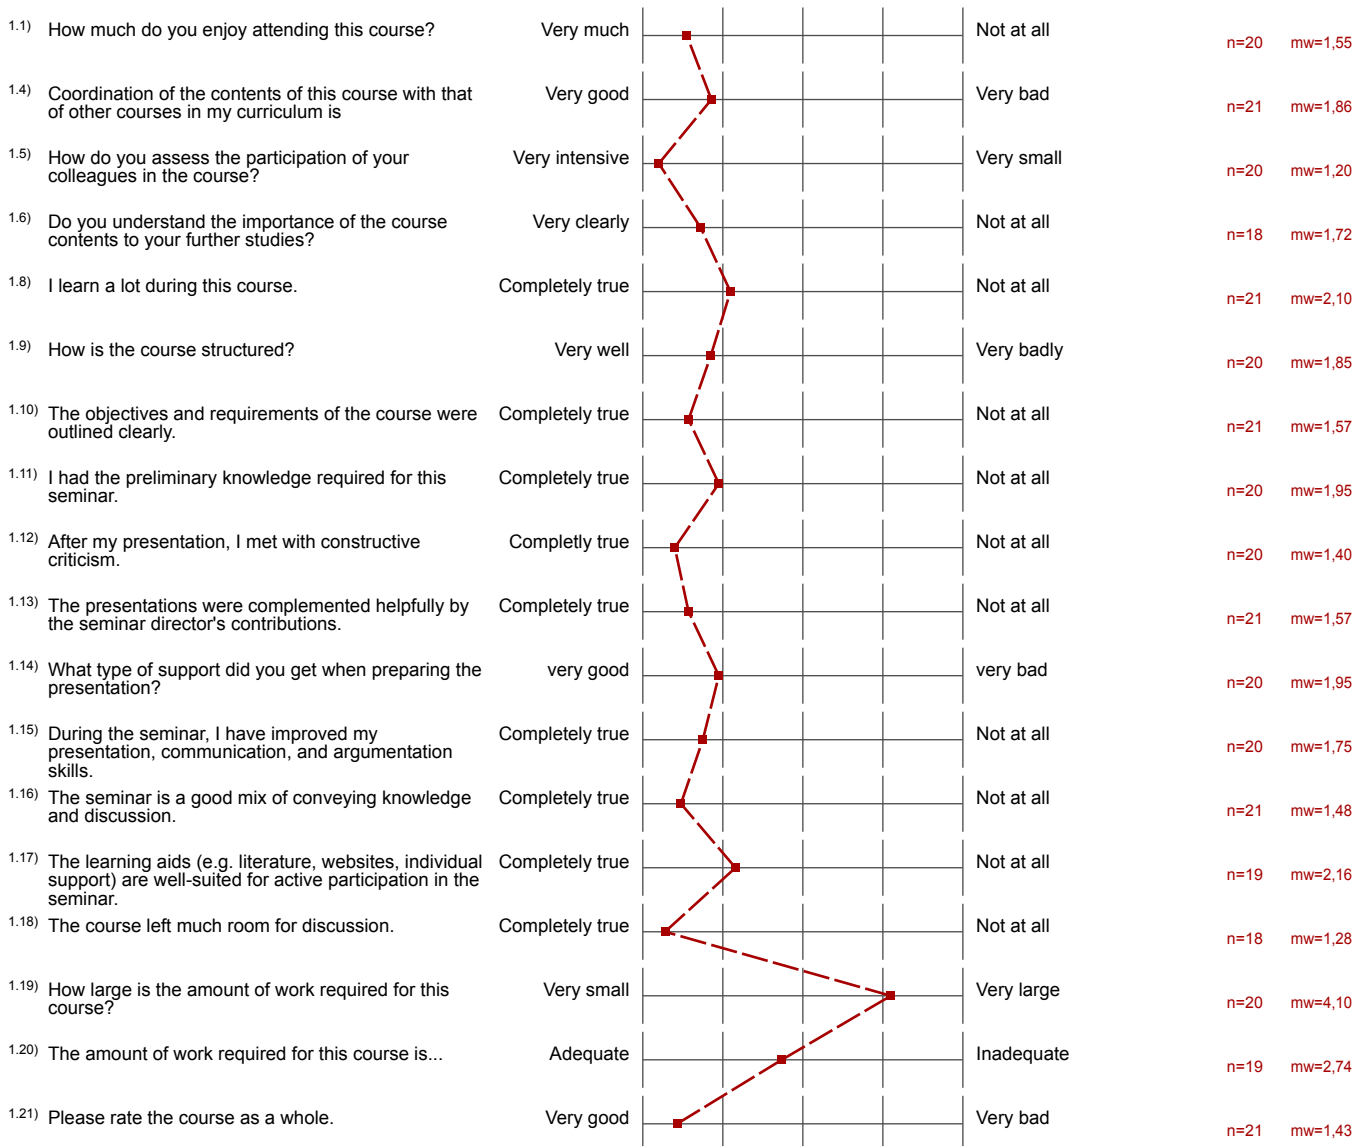 1.1) How much do you enjoy attending this course? Very much Not at all n=20 mw=1,55
1.4) Coordination of the contents of this course with that Very good Very bad n=21 mw=1,86
of other courses in my curriculum is
1.5) How do you assess the participation of your Very intensive Very small n=20 mw=1,20
colleagues in the course?
1.6) Do you understand the importance of the course Very clearly Not at all n=18 mw=1,72
contents to your further studies?
1.8) I learn a lot during this course. Completely true Not at all n=21 mw=2,10
1.9) How is the course structured? Very well Very badly n=20 mw=1,85
1.10) The objectives and requirements of the course were Completely true Not at all n=21 mw=1,57
outlined clearly.
1.11) I had the preliminary knowledge required for this Completely true Not at all n=20 mw=1,95
seminar.
1.12) After my presentation, I met with constructive Completly true Not at all n=20 mw=1,40
criticism.
1.13) The presentations were complemented helpfully by Completely true Not at all n=21 mw=1,57
the seminar director's contributions.
1.14) What type of support did you get when preparing the very good very bad n=20 mw=1,95
presentation?
1.15) During the seminar, I have improved my Completely true Not at all n=20 mw=1,75
presentation, communication, and argumentation
skills.
1.16) The seminar is a good mix of conveying knowledge Completely true Not at all n=21 mw=1,48
and discussion.
1.17) The learning aids (e.g. literature, websites, individual Completely true Not at all n=19 mw=2,16
support) are well-suited for active participation in the
seminar.
1.18) The course left much room for discussion. Completely true Not at all n=18 mw=1,28
1.19) How large is the amount of work required for this Very small Very large n=20 mw=4,10
course?
1.20) The amount of work required for this course is... Adequate Inadequate n=19 mw=2,74
1.21) Please rate the course as a whole. Very good Very bad n=21 mw=1,43